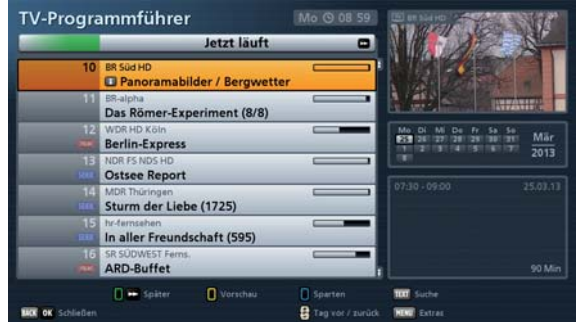 TV-Programmführer
Mo 08 59
BR Süd HD
Jetzt läuft
10 BR Süd HD
Panoramabilder / Bergwetter
11 BR-alpha
Das Römer-Experiment (8/8)
12 WDR HD Köln
Berlin-Express
13 NDR FS NDS HD
SERIE
Ostsee Report
14 MDR Thüringen
SERIE
Sturm der Liebe (1725)
15 hr-fernsehen
SERIE
In aller Freundschaft (595)
16 SR SÜDWEST Ferns.
ARD-Buffet
Mo Di Mi Do Fr Sa So
25 26 27 28 29 30 31
1 2 3 4 5 6 7
8
Mär
2013
07:30 - 09:00
25.03.13
90 Min
Später
Vorschau
Sparten
TEXT Suche
BACK OK Schließen
Tag vor / zurück
MENU Extras